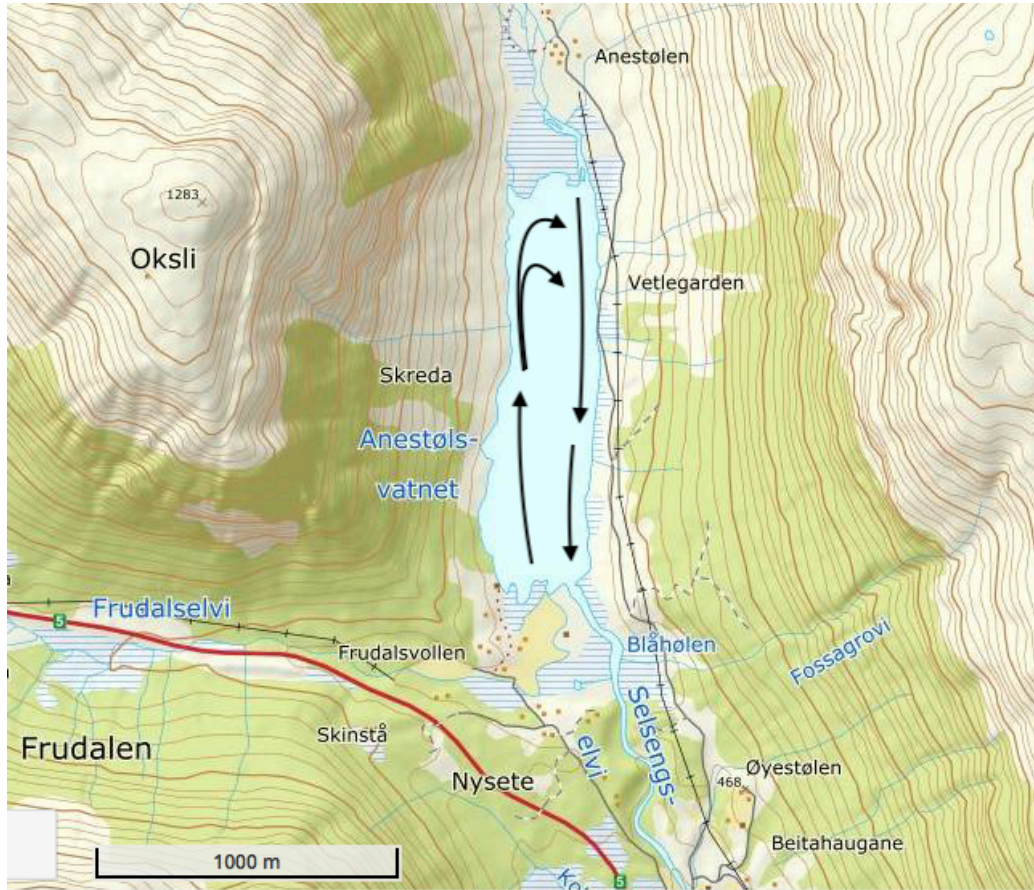 Anestølen
1283
Oksli
Vetlegarden
Skreda
Anestøls-
vatnet
Frudalselvi
5
Blåhølen
Fossagrovi
Frudalsvollen
Selsengs-
elvi
Skinstå
Frudalen
Nysete
468
Øyestølen
Beitahaugane
1000 m
5